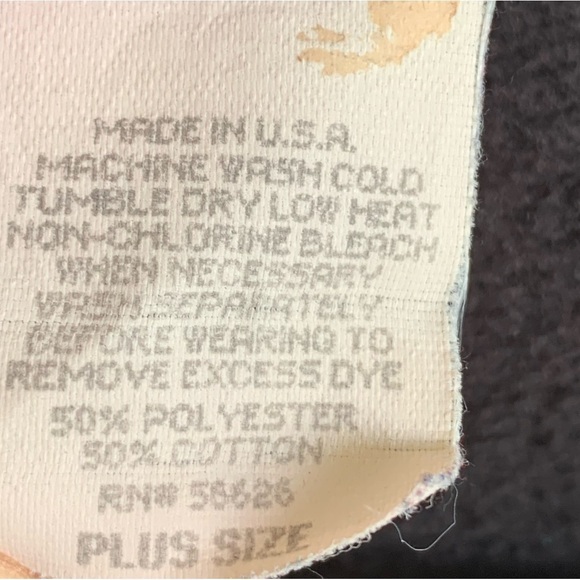 MADE IN U.S.A.
MACHINE WASH COLD
TUMBLE DRY LOW HEAT
NON-CHLORINE BLEACH
WHEN NECESSARY
WASH SEPARATELY
BEFORE WEARING TO
REMOVE EXCESS DYE
50% POLYESTER
50% COTTON
RN# 58626
PLUS SIZE